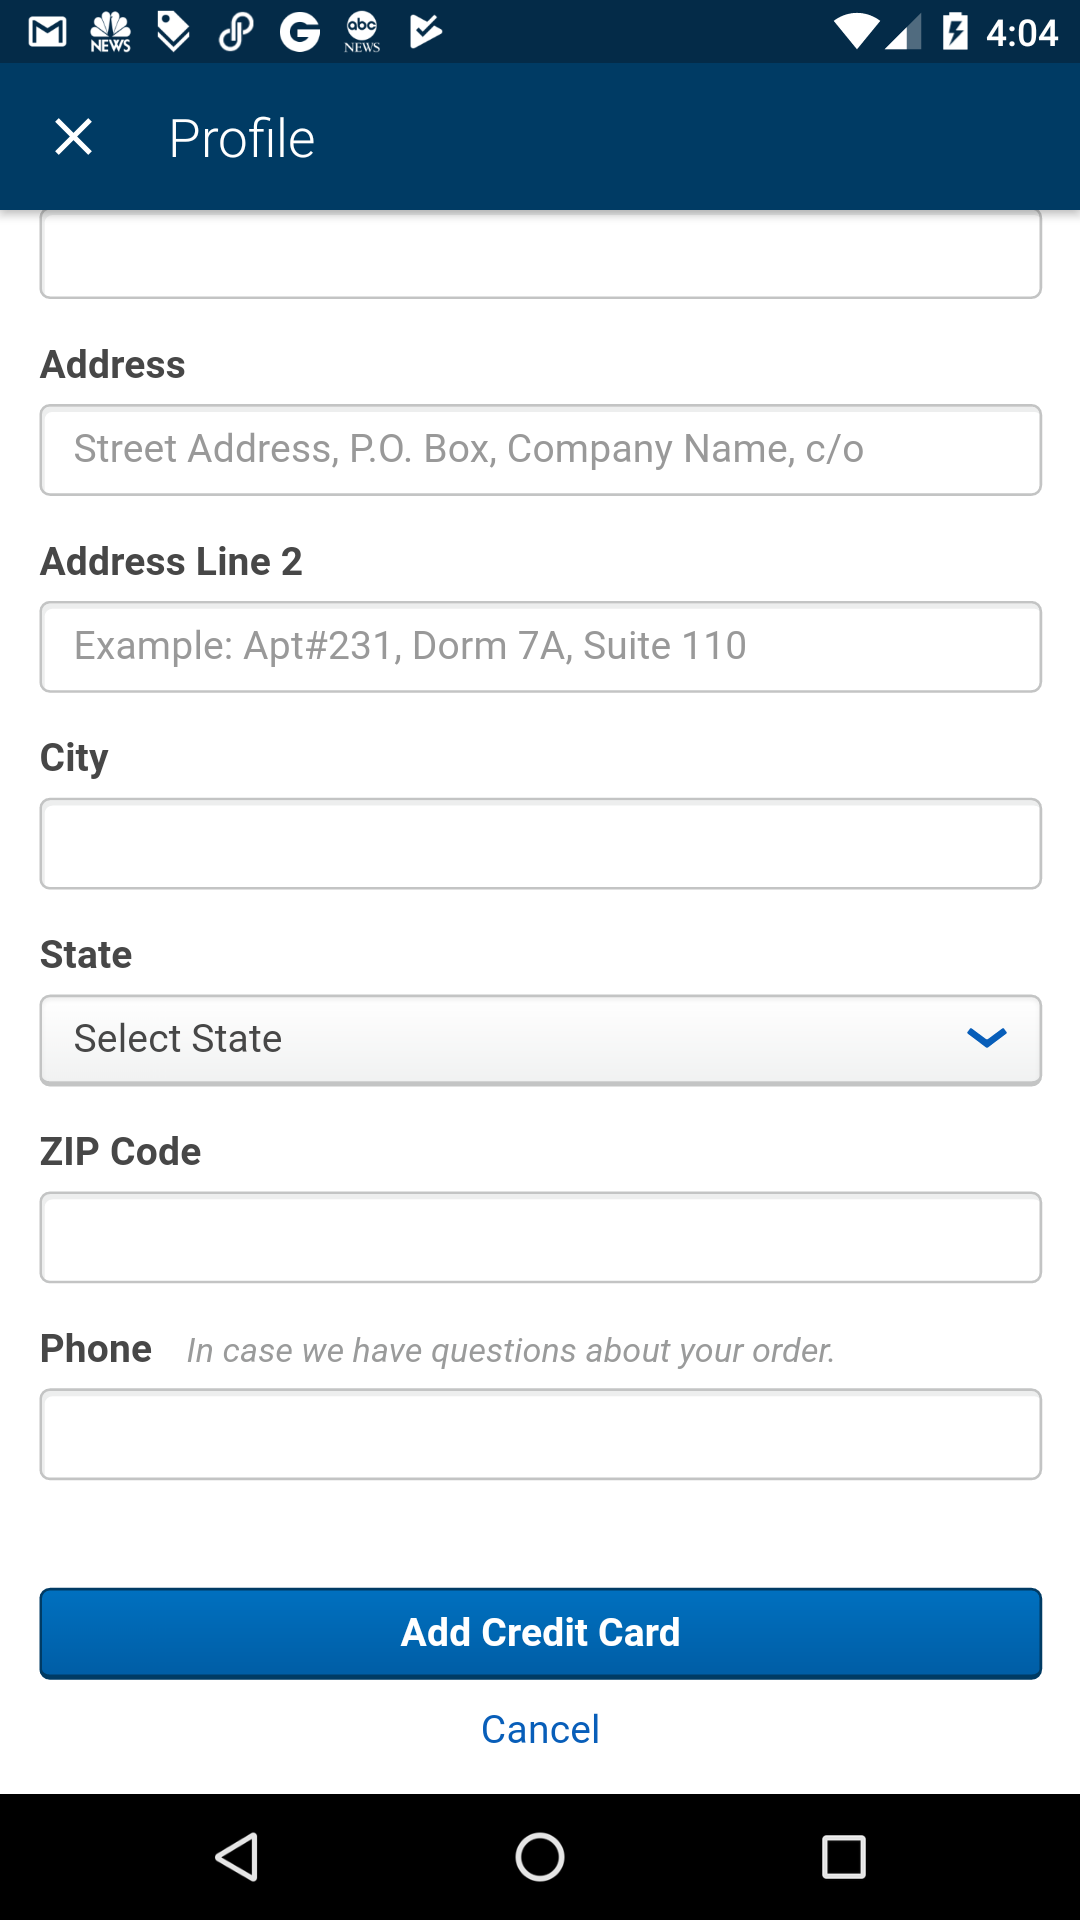 NEWS
abc
NEWS
4:04
Profile
Address
Street Address, P.O. Box, Company Name, c/o
Address Line 2
Example: Apt#231, Dorm 7A, Suite 110
City
State
Select State
ZIP Code
Phone In case we have questions about your order.
Add Credit Card
Cancel